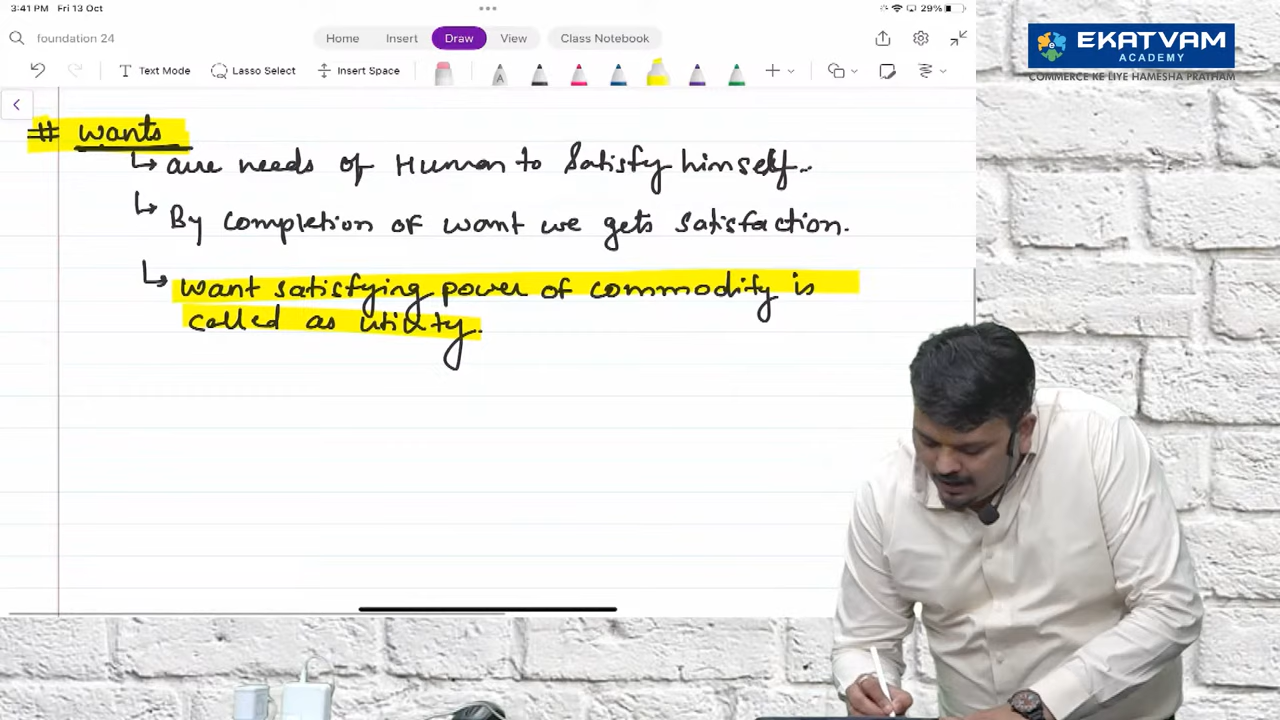 3:41 PM Fri 13 Oct
29%
foundation 24
Home Insert Draw View Class Notebook
Text Mode Lasso Select Insert Space
EKATVAM
ACADEMY
COMMERCE KE LIYE HAMESHA PRATHAM
# Wants
↳ are needs of Human to Satisfy himself..
↳ By completion of want we gets satisfaction.
↳ want satisfying power of commodity is
called as utility.